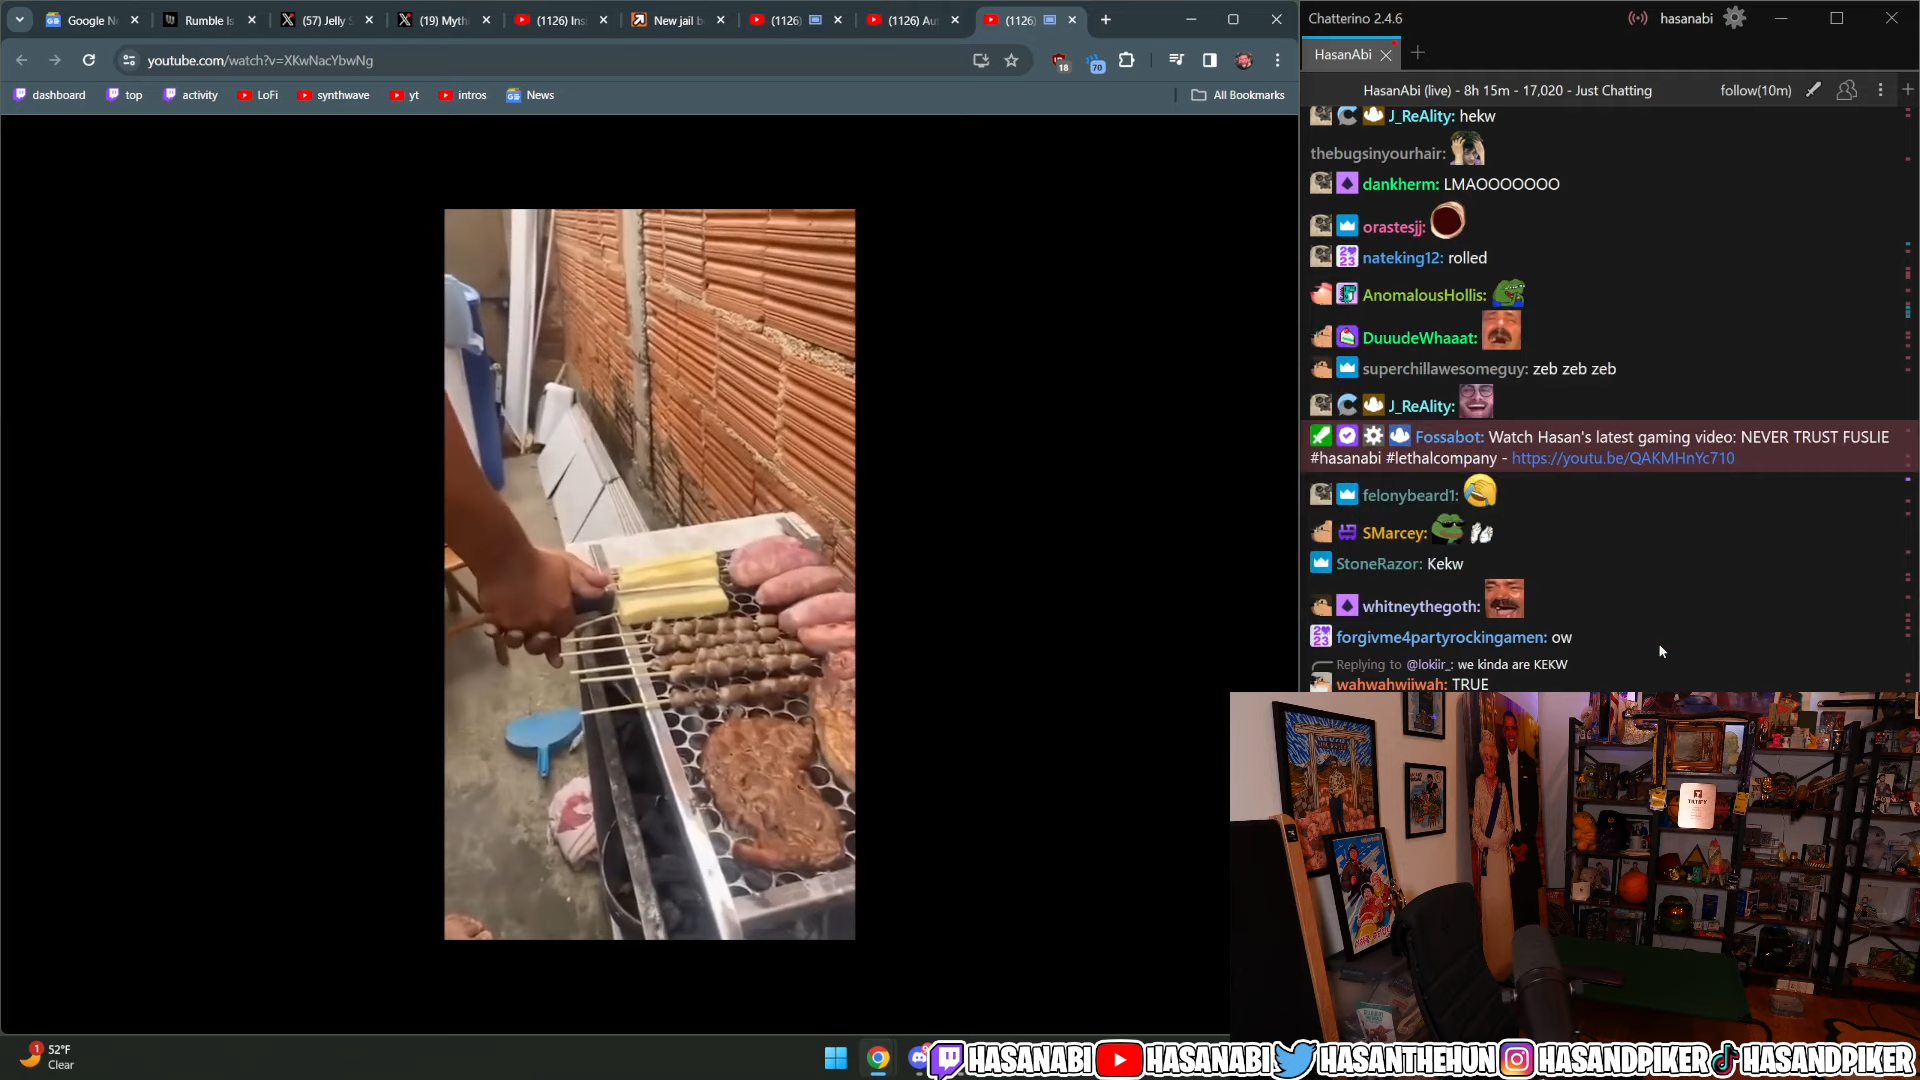 Google Ne
Rumble Is
(57) Jelly S
(19) Myth
(1126) Ins
New jail b
(1126)
(1126) Au
(1126)
youtube.com/watch?v=XKwNacYbwNg
18
70
dashboard
top
activity
LoFi
synthwave
yt
intros
News
All Bookmarks
Chatterino 2.4.6
hasanabi
HasanAbi
HasanAbi (live) - 8h 15m - 17,020 - Just Chatting
follow(10m)
J_ReAlity: hekw
thebugsinyourhair:
dankherm: LMAOOOOOOO
orastesjj:
nateking12: rolled
AnomalousHollis:
DuuudeWhaaat:
superchillawesomeguy: zeb zeb zeb
J_ReAlity:
Fossabot: Watch Hasan's latest gaming video: NEVER TRUST FUSLIE
#hasanabi #lethalcompany - https://youtu.be/QAKMHnYc710
felonybeard1:
SMarcey:
StoneRazor: Kekw
whitneythegoth:
forgivme4partyrockingamen: ow
Replying to @lokiir_: we kinda are KEKW
wahwahwiiwah: TRUE
1
52°F
Clear
HASANABI
HASANABI
HASANTHEHUN
HASANDPIKER
HASANDPIKER